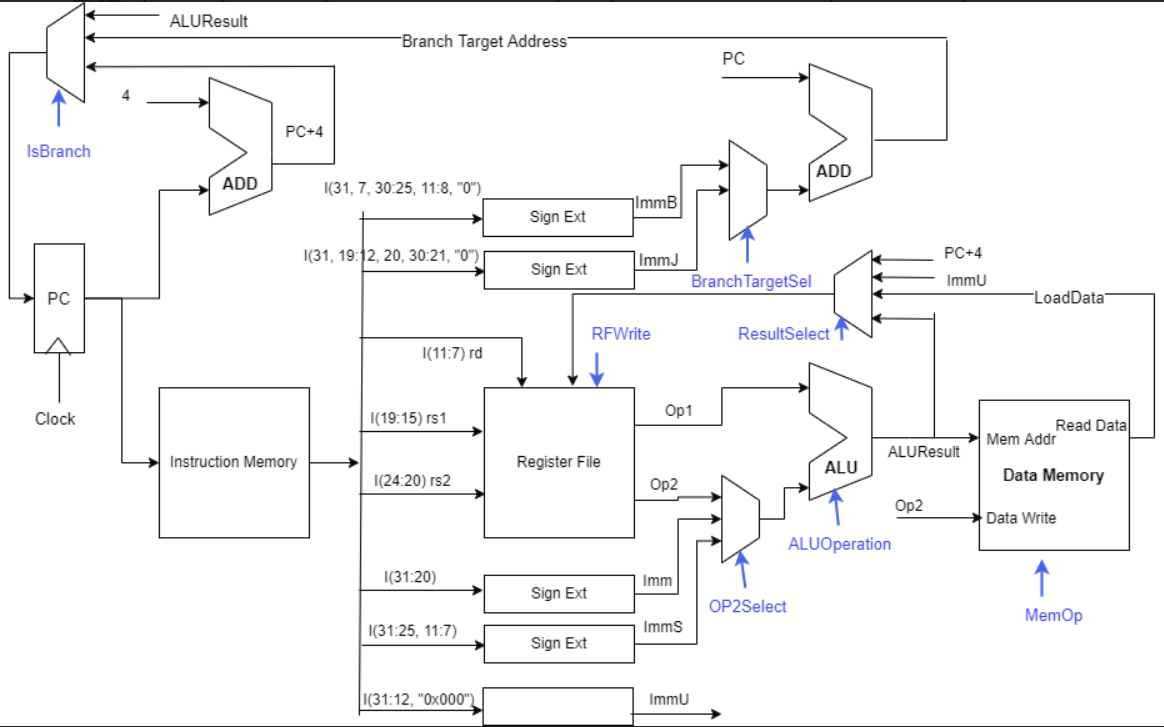 ALUResult
Branch Target Address
PC
4
PC+4
IsBranch
ADD
ADD
I(31, 7, 30:25, 11:8, "0")
Sign Ext
ImmB
I(31, 19:12, 20, 30:21, "0")
Sign Ext
ImmJ
BranchTargetSel
PC+4
ImmU
LoadData
PC
RFWrite
ResultSelect
I(11:7) rd
Clock
I(19:15) rs1
Op1
Instruction Memory
Register File
ALU
ALUResult
Mem Addr
Read Data
Data Memory
I(24:20) rs2
Op2
Op2
Data Write
ALUOperation
I(31:20)
Sign Ext
Imm
OP2Select
MemOp
I(31:25, 11:7)
Sign Ext
ImmS
I(31:12, "0x000")
ImmU